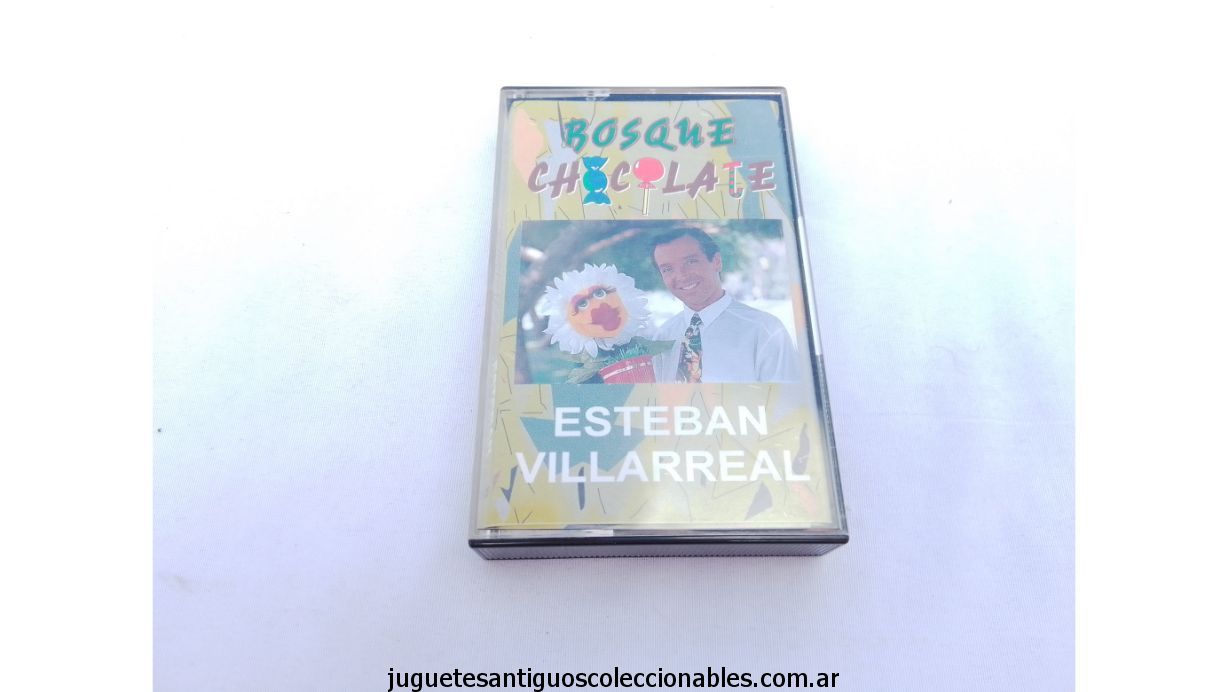 BOSQUE
CHOCOLATE
ESTEBAN
VILLARREAL
juguetesantiguoscoleccionables.com.ar